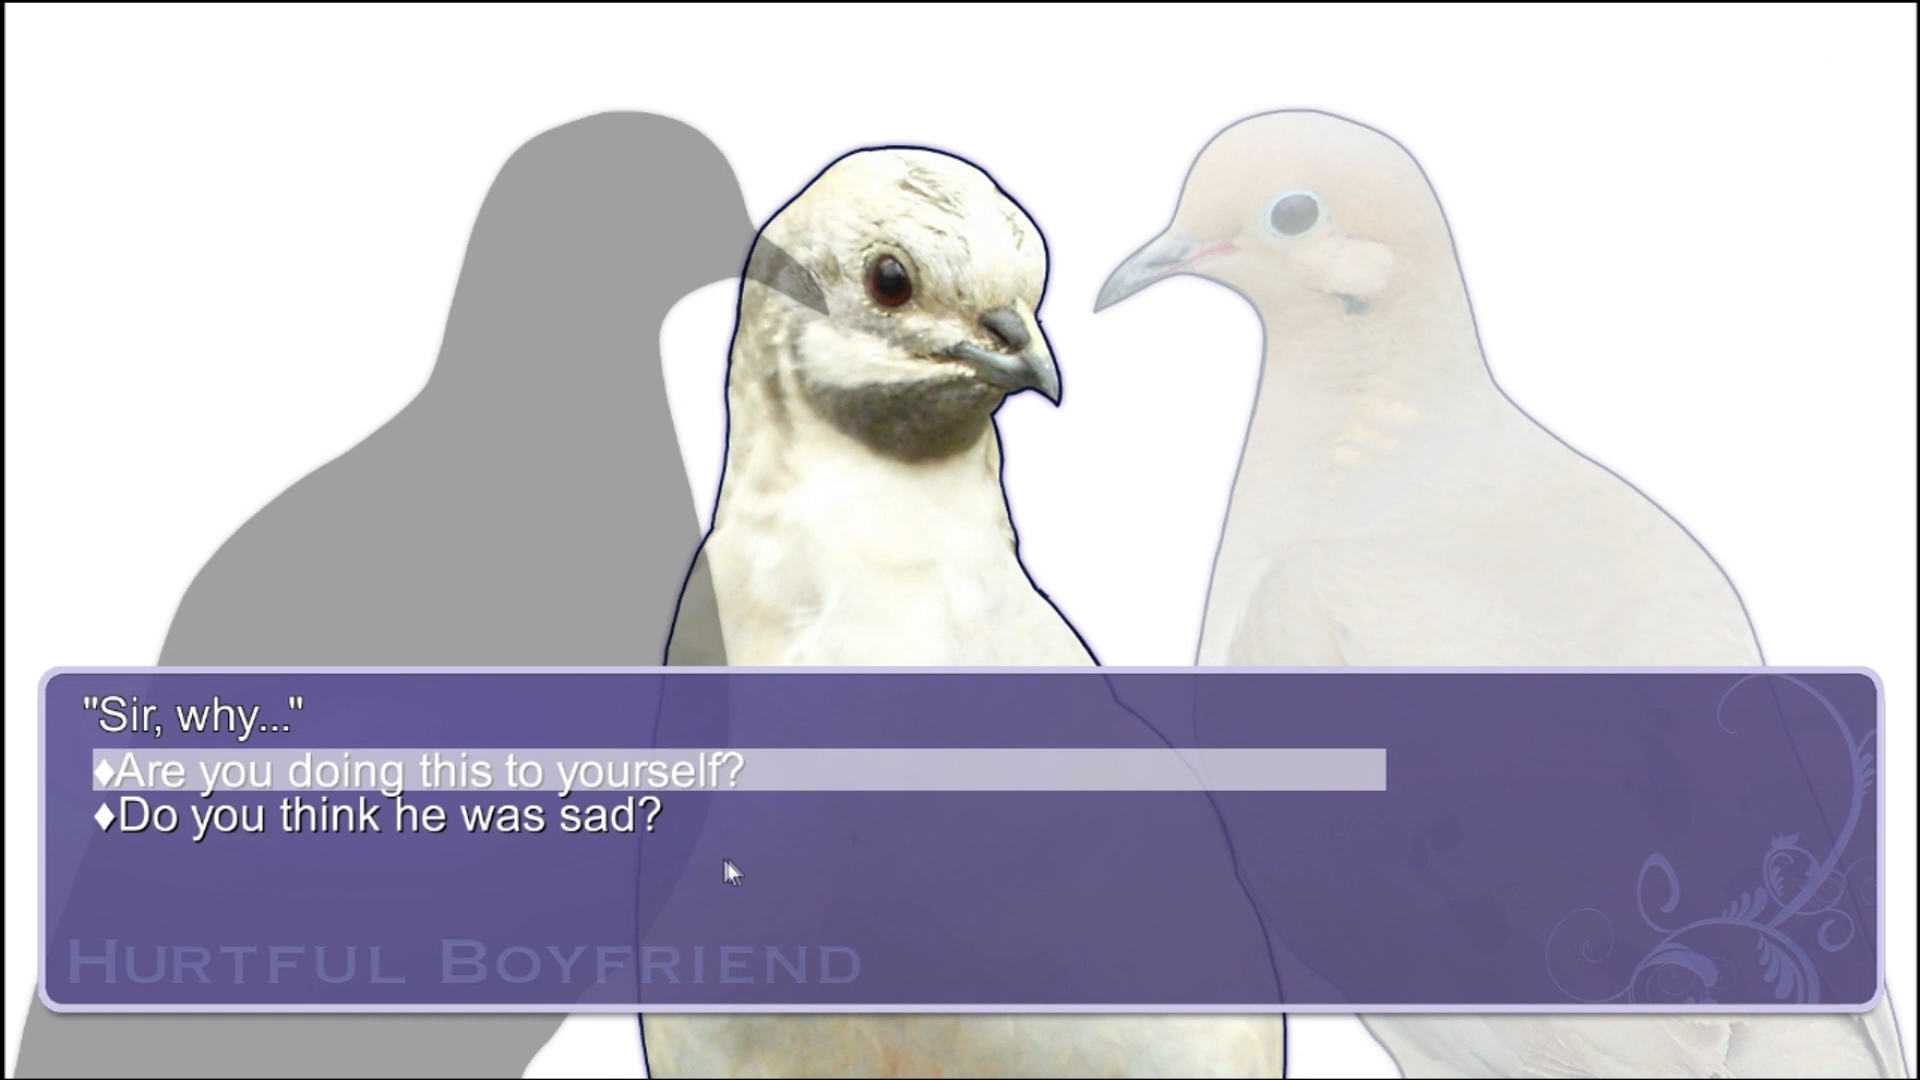 "Sir, why..."
♦Are you doing this to yourself?
♦Do you think he was sad?
HURTFUL BOYFRIEND